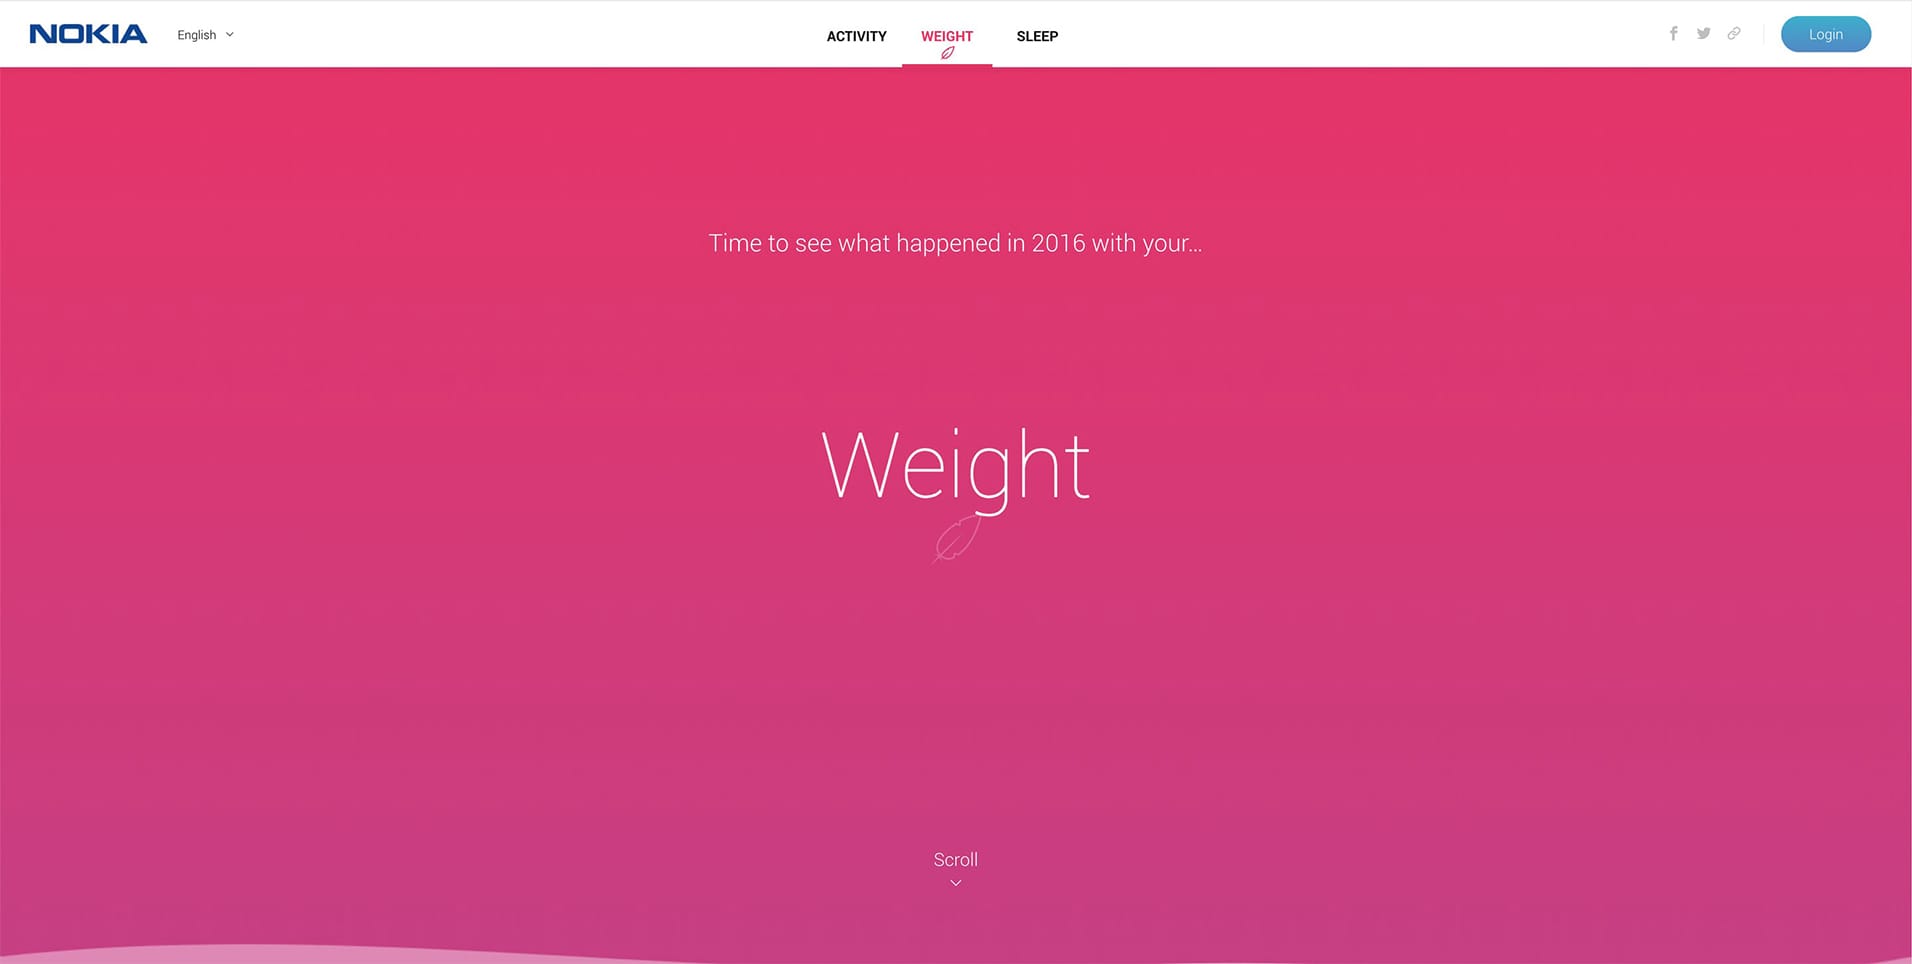 NOKIA
English
ACTIVITY
WEIGHT
SLEEP
Login
Time to see what happened in 2016 with your...
Weight
Scroll